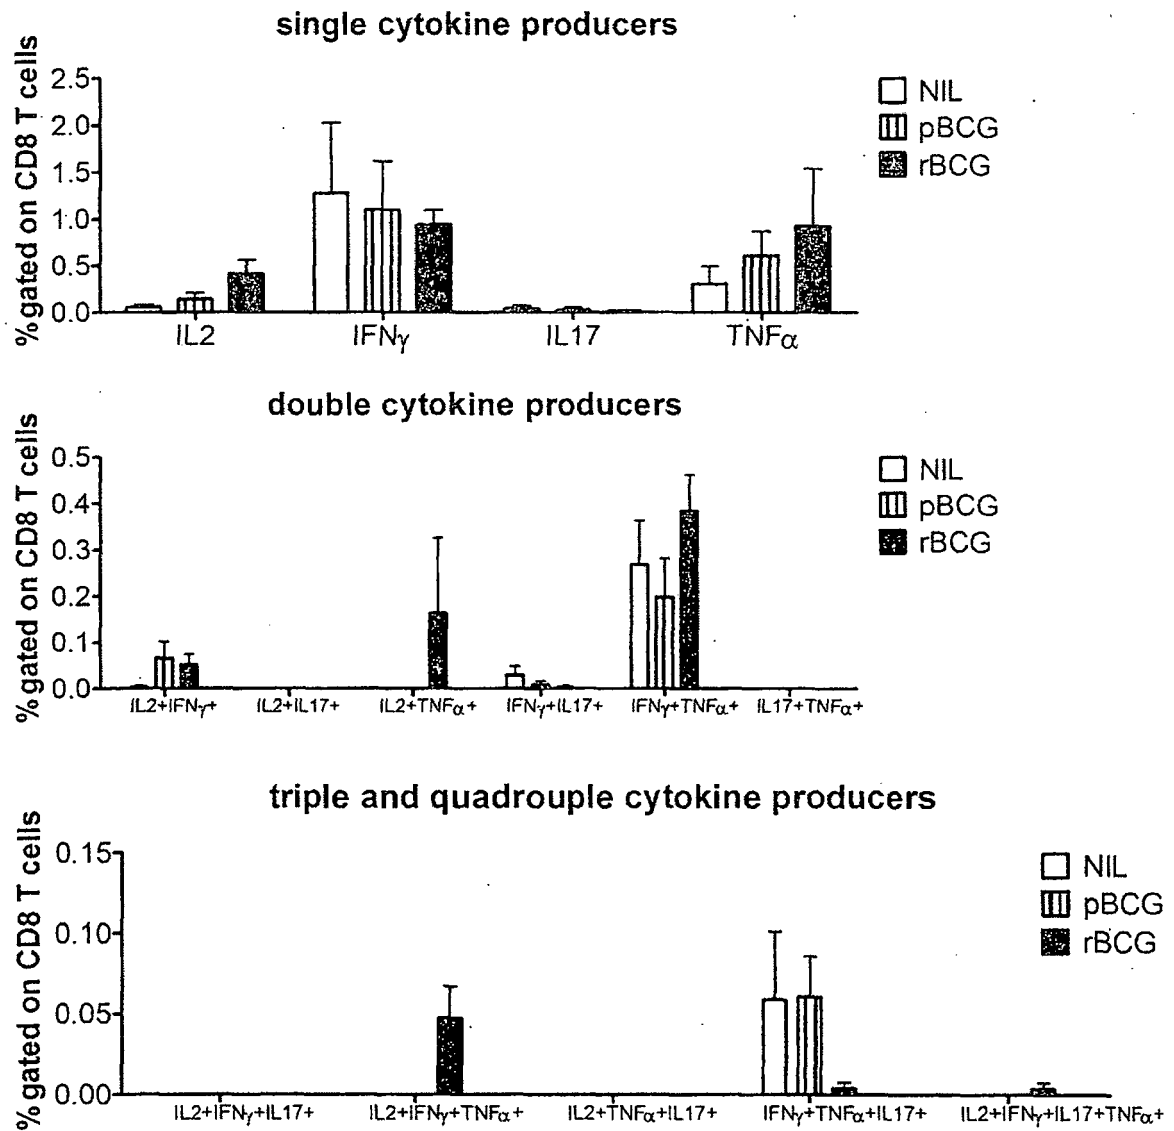 single cytokine producers
%gated on CD8 T cells
2.5
2.0
1.5
1.0
0.5
0.0
IL2 IFNγ IL17 TNFα
NIL
pBCG
rBCG
double cytokine producers
%gated on CD8 T cells
0.5
0.4
0.3
0.2
0.1
0.0
IL2+IFNγ+ IL2+IL17+ IL2+TNFα+ IFNγ+IL17+ IFNγ+TNFα+ IL17+TNFα+
NIL
pBCG
rBCG
triple and quadrouple cytokine producers
%gated on CD8 T cells
0.15
0.10
0.05
0.00
IL2+IFNγ+IL17+ IL2+IFNγ+TNFα+ IL2+TNFα+IL17+ IFNγ+TNFα+IL17+ IL2+IFNγ+IL17+TNFα+
NIL
pBCG
rBCG